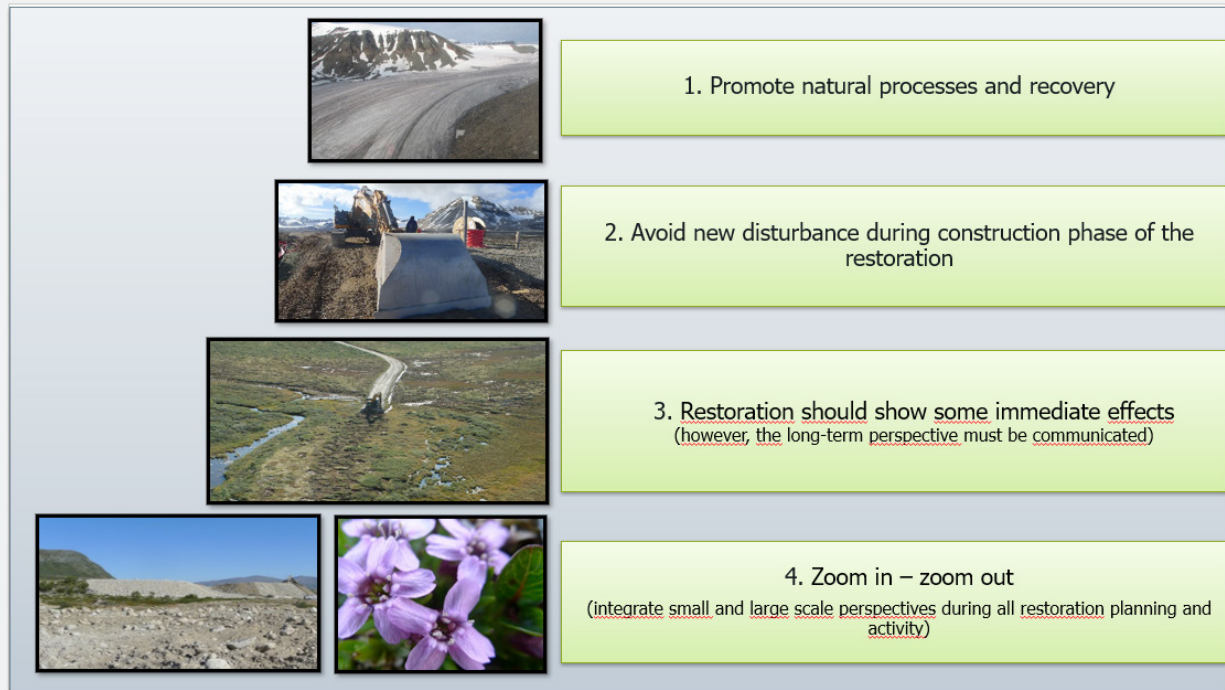 1. Promote natural processes and recovery
2. Avoid new disturbance during construction phase of the
restoration
3. Restoration should show some immediate effects
(however, the long-term perspective must be communicated)
4. Zoom in – zoom out
(integrate small and large scale perspectives during all restoration planning and
activity)